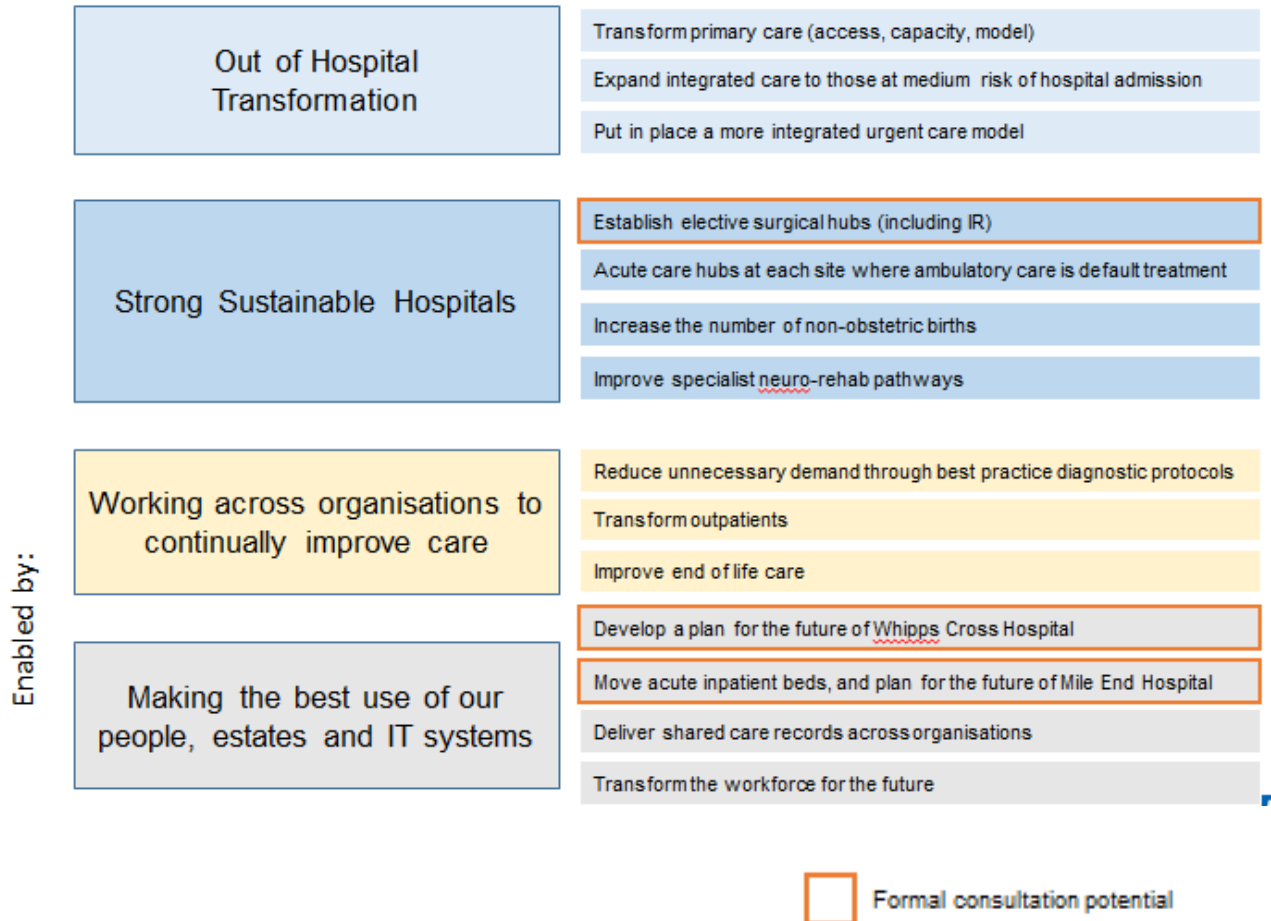 Out of Hospital
Transformation
Transform primary care (access, capacity, model)
Expand integrated care to those at medium risk of hospital admission
Put in place a more integrated urgent care model
Strong Sustainable Hospitals
Establish elective surgical hubs (including IR)
Acute care hubs at each site where ambulatory care is default treatment
Increase the number of non-obstetric births
Improve specialist neuro-rehab pathways
Enabled by:
Working across organisations to
continually improve care
Reduce unnecessary demand through best practice diagnostic protocols
Transform outpatients
Improve end of life care
Making the best use of our
people, estates and IT systems
Develop a plan for the future of Whipps Cross Hospital
Move acute inpatient beds, and plan for the future of Mile End Hospital
Deliver shared care records across organisations
Transform the workforce for the future
Formal consultation potential